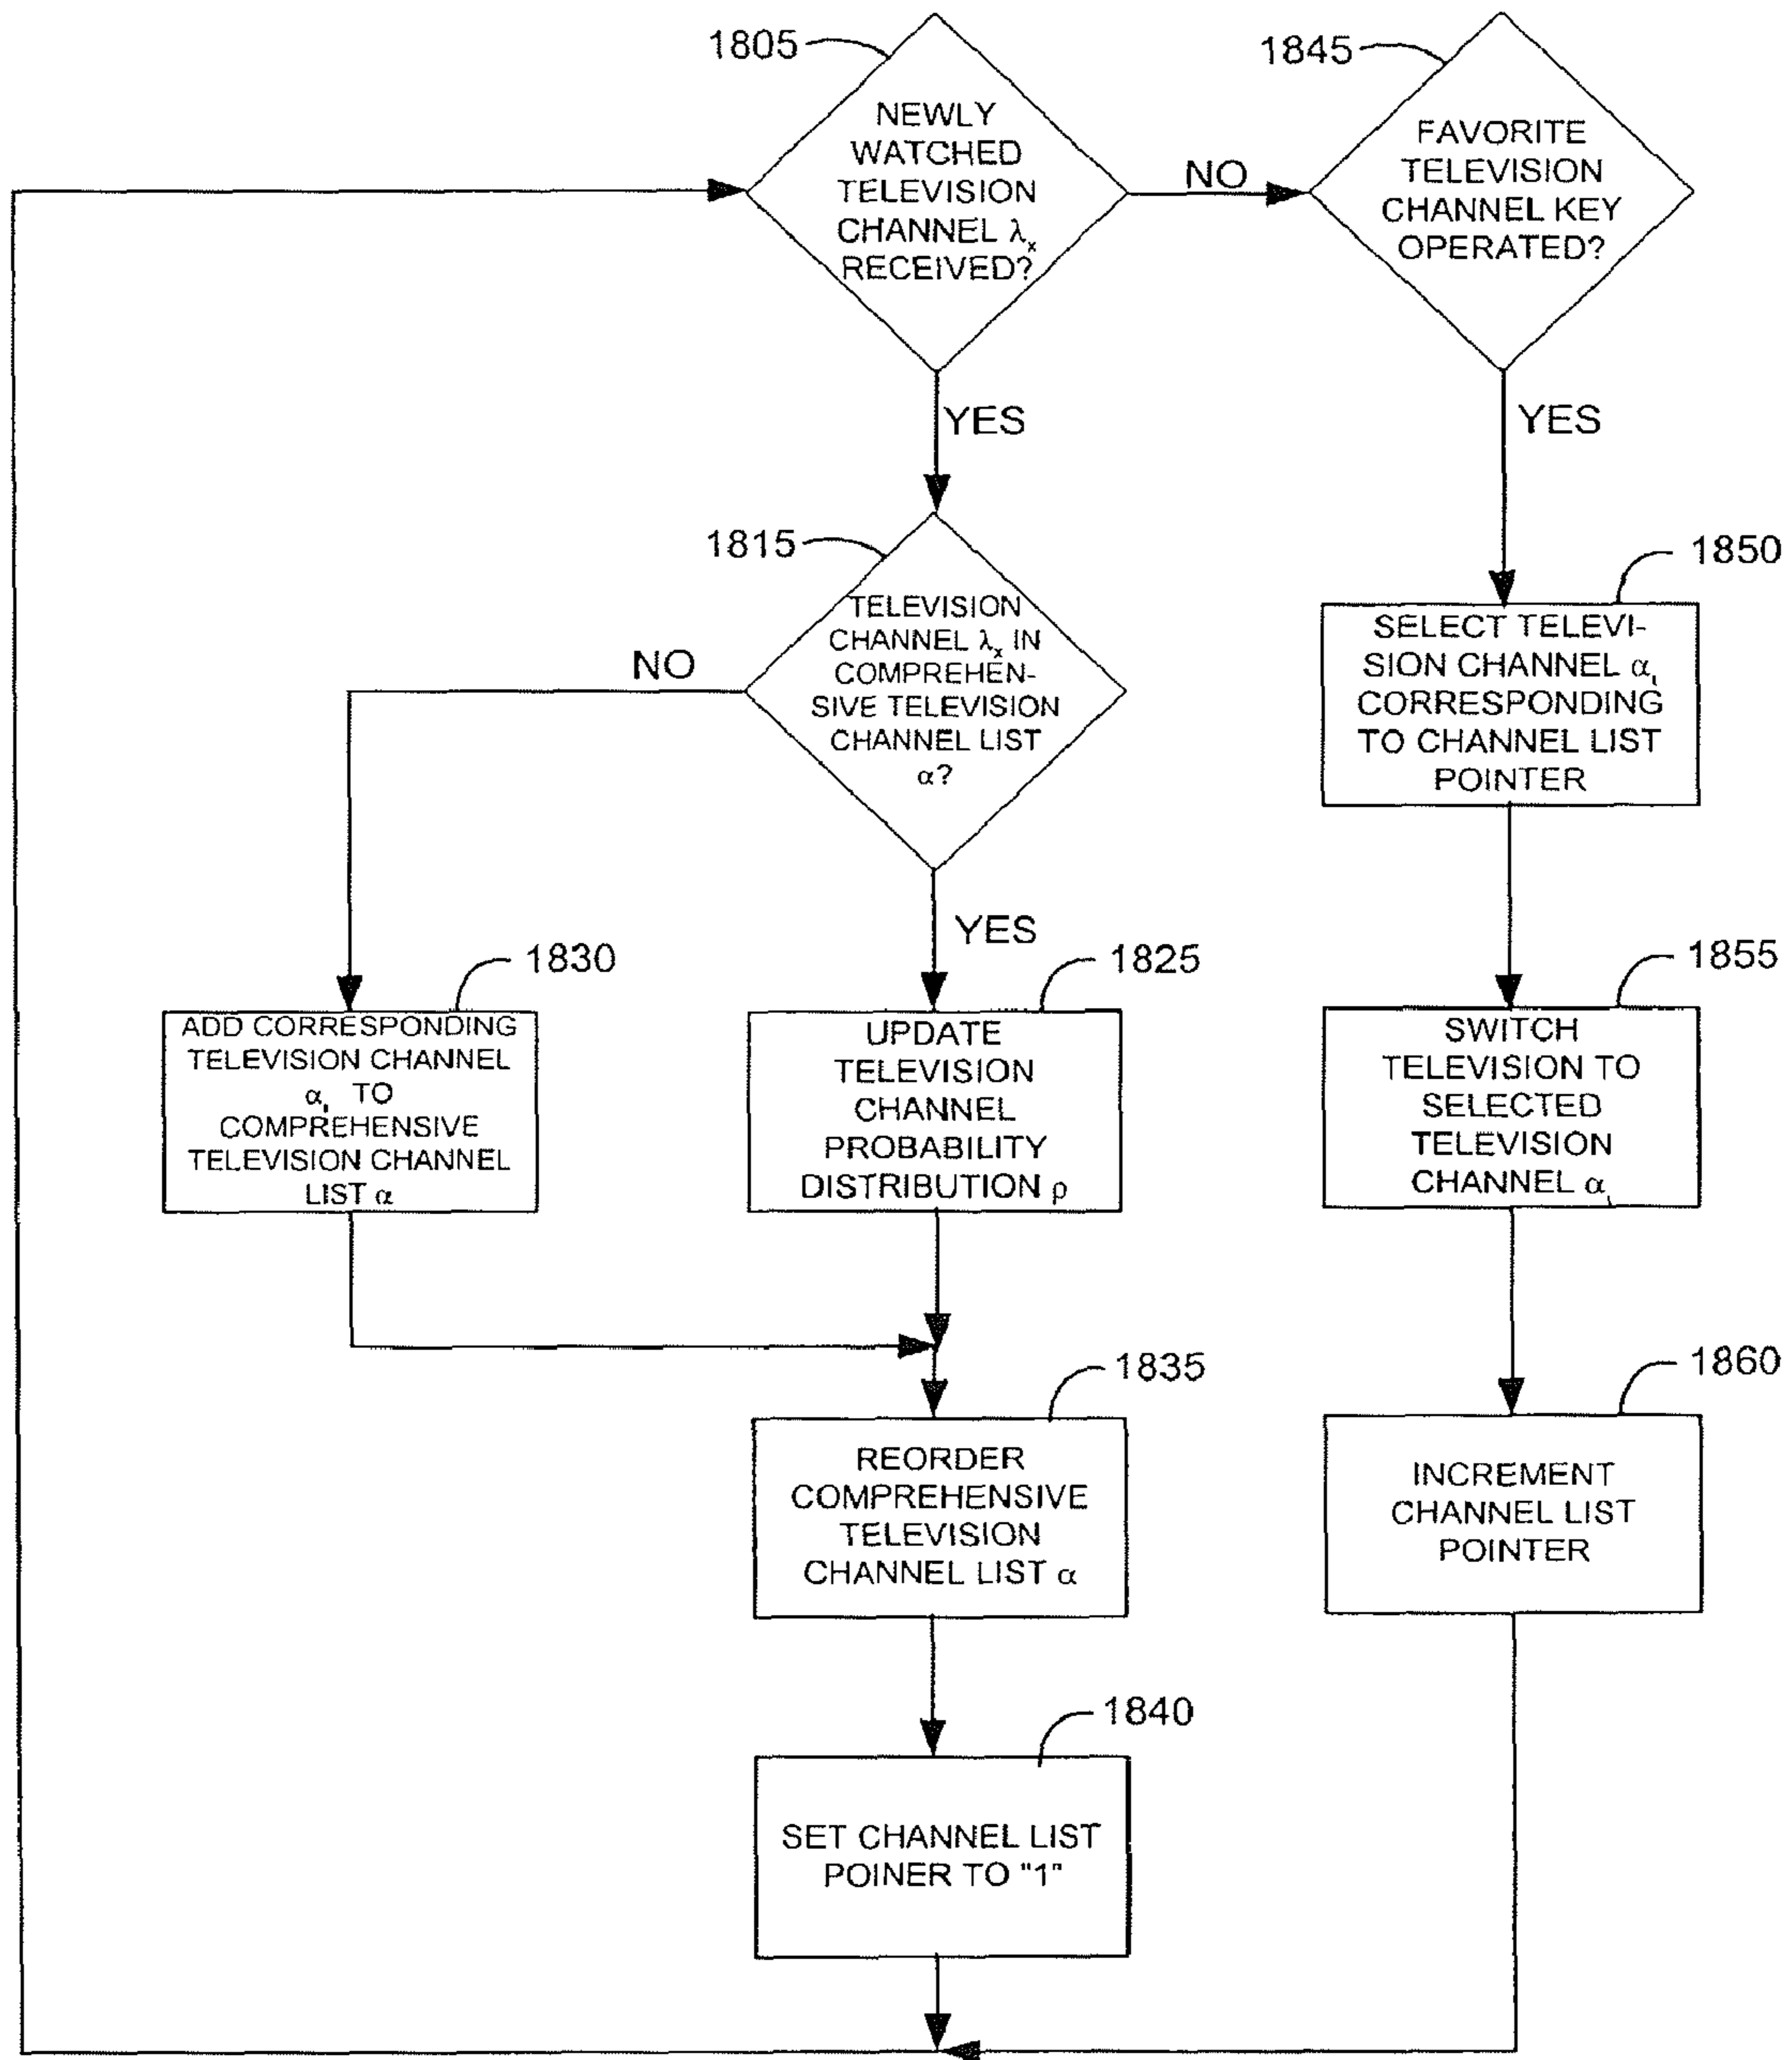 1805
NEWLY
WATCHED
TELEVISION
CHANNEL λx
RECEIVED?
NO
1845
FAVORITE
TELEVISION
CHANNEL KEY
OPERATED?
YES
YES
1815
TELEVISION
CHANNEL λx IN
COMPREHEN-
SIVE TELEVISION
CHANNEL LIST
α?
NO
YES
1850
SELECT TELEVI-
SION CHANNEL αi
CORRESPONDING
TO CHANNEL LIST
POINTER
1830
ADD CORRESPONDING
TELEVISION CHANNEL
αi TO
COMPREHENSIVE
TELEVISION CHANNEL
LIST α
1825
UPDATE
TELEVISION
CHANNEL
PROBABILITY
DISTRIBUTION ρ
1855
SWITCH
TELEVISION TO
SELECTED
TELEVISION
CHANNEL αi
1835
REORDER
COMPREHENSIVE
TELEVISION
CHANNEL LIST α
1860
INCREMENT
CHANNEL LIST
POINTER
1840
SET CHANNEL LIST
POINER TO "1"